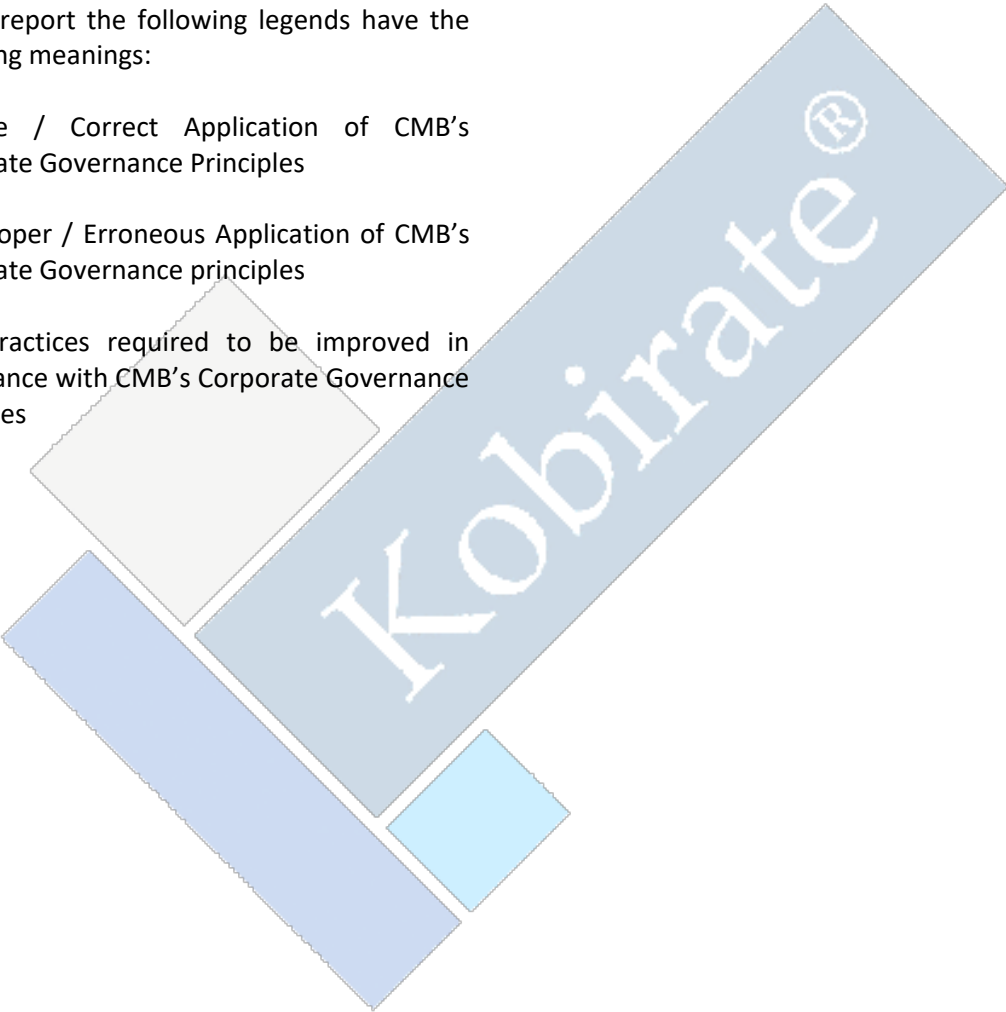 report the following legends have the
ng meanings:
e / Correct Application of CMB’s
ate Governance Principles
oper / Erroneous Application of CMB’s
ate Governance principles
ractices required to be improved in
ance with CMB’s Corporate Governance
es
Kobirate ®